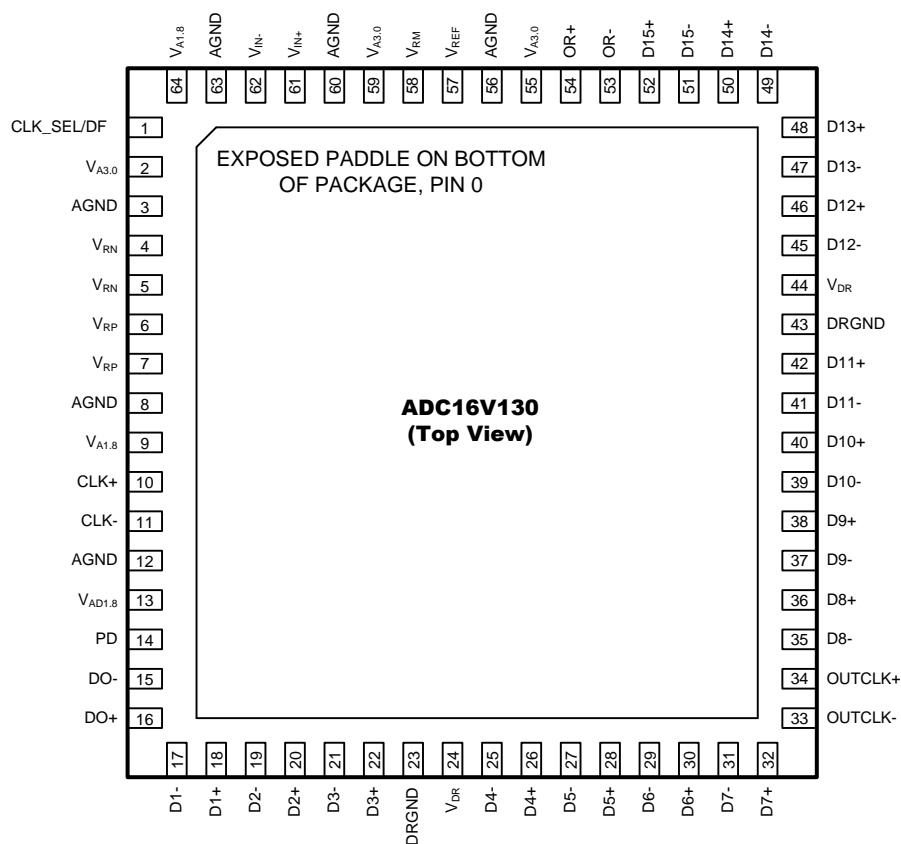 VA1.8
AGND
VIN-
VIN+
AGND
VA3.0
VRM
VREF
AGND
VA3.0
OR+
OR-
D15+
D15-
D14+
D14-
64
63
62
61
60
59
58
57
56
55
54
53
52
51
50
49
CLK_SEL/DF 1
VA3.0 2
AGND 3
VRN 4
VRN 5
VRP 6
VRP 7
AGND 8
VA1.8 9
CLK+ 10
CLK- 11
AGND 12
VAD1.8 13
PD 14
DO- 15
DO+ 16
EXPOSED PADDLE ON BOTTOM
OF PACKAGE, PIN 0
ADC16V130
(Top View)
48 D13+
47 D13-
46 D12+
45 D12-
44 VDR
43 DRGND
42 D11+
41 D11-
40 D10+
39 D10-
38 D9+
37 D9-
36 D8+
35 D8-
34 OUTCLK+
33 OUTCLK-
17
18
19
20
21
22
23
24
25
26
27
28
29
30
31
32
D1-
D1+
D2-
D2+
D3-
D3+
DRGND
VDR
D4-
D4+
D5-
D5+
D6-
D6+
D7-
D7+